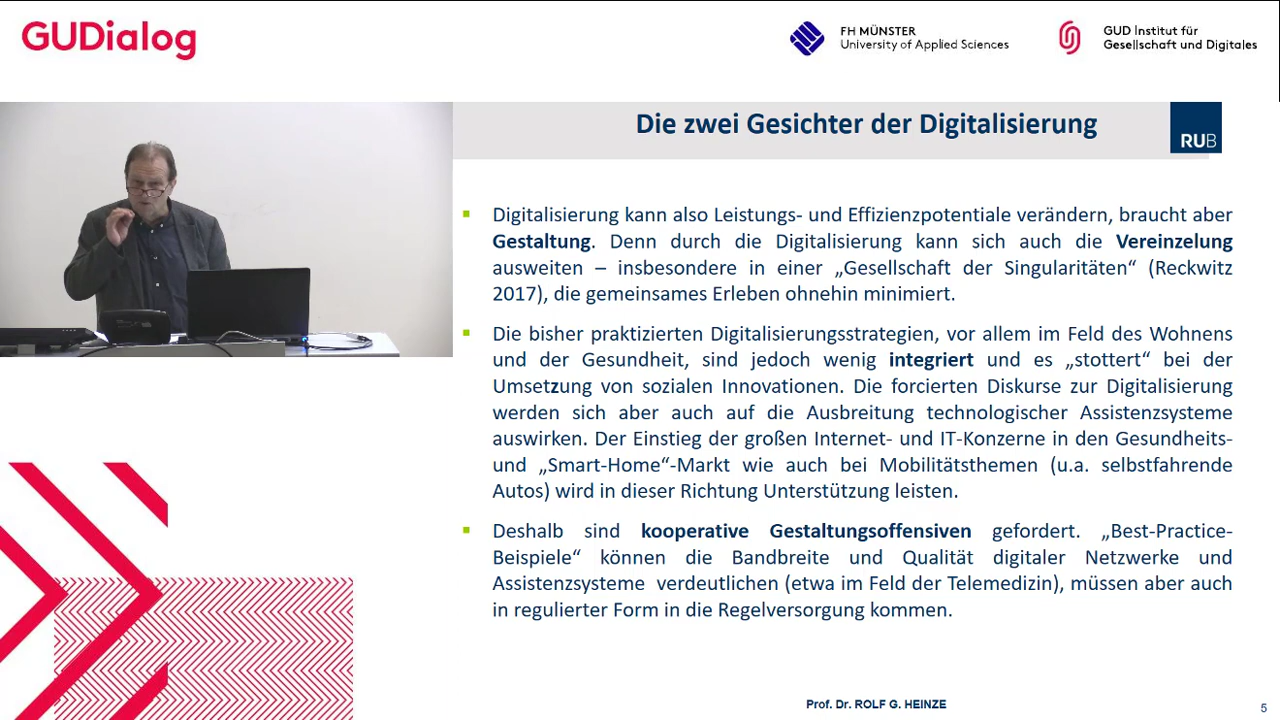 GUDialog
FH MÜNSTER
University of Applied Sciences
GUD Institut für
Gesellschaft und Digitales
Die zwei Gesichter der Digitalisierung
RUB
Digitalisierung kann also Leistungs- und Effizienzpotentiale verändern, braucht aber
Gestaltung. Denn durch die Digitalisierung kann sich auch die Vereinzelung
ausweiten – insbesondere in einer „Gesellschaft der Singularitäten“ (Reckwitz
2017), die gemeinsames Erleben ohnehin minimiert.
Die bisher praktizierten Digitalisierungsstrategien, vor allem im Feld des Wohnens
und der Gesundheit, sind jedoch wenig integriert und es „stottert“ bei der
Umsetzung von sozialen Innovationen. Die forcierten Diskurse zur Digitalisierung
werden sich aber auch auf die Ausbreitung technologischer Assistenzsysteme
auswirken. Der Einstieg der großen Internet- und IT-Konzerne in den Gesundheits-
und „Smart-Home“-Markt wie auch bei Mobilitätsthemen (u.a. selbstfahrende
Autos) wird in dieser Richtung Unterstützung leisten.
Deshalb sind kooperative Gestaltungsoffensiven gefordert. „Best-Practice-
Beispiele“ können die Bandbreite und Qualität digitaler Netzwerke und
Assistenzsysteme verdeutlichen (etwa im Feld der Telemedizin), müssen aber auch
in regulierter Form in die Regelversorgung kommen.
Prof. Dr. ROLF G. HEINZE
5